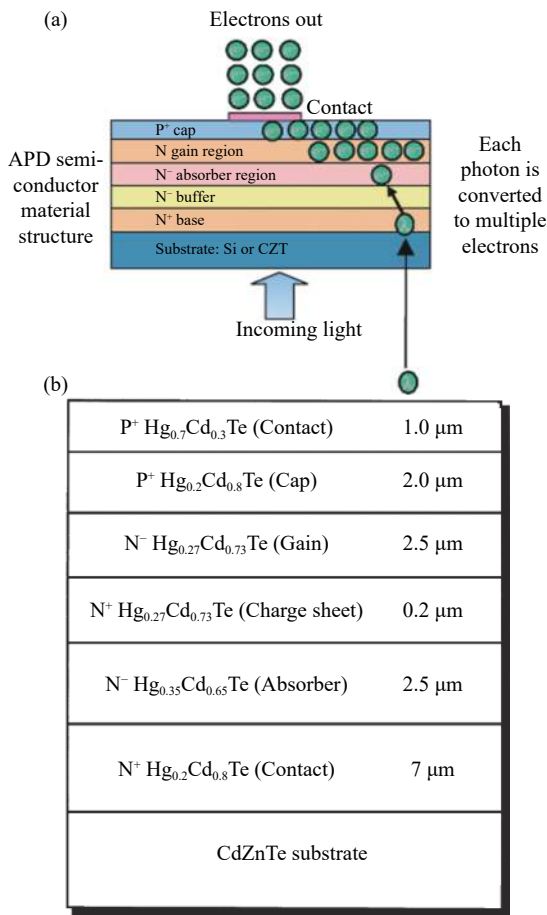 (a)
Electrons out
Contact
P⁺ cap
N gain region
N⁻ absorber region
N⁻ buffer
N⁺ base
Substrate: Si or CZT
APD semi-
conductor
material
structure
Each
photon is
converted
to multiple
electrons
Incoming light
(b)
P⁺ Hg₀.₇Cd₀.₃Te (Contact) 1.0 μm
P⁺ Hg₀.₂Cd₀.₈Te (Cap) 2.0 μm
N⁻ Hg₀.₂₇Cd₀.₇₃Te (Gain) 2.5 μm
N⁺ Hg₀.₂₇Cd₀.₇₃Te (Charge sheet) 0.2 μm
N⁻ Hg₀.₃₅Cd₀.₆₅Te (Absorber) 2.5 μm
N⁺ Hg₀.₂Cd₀.₈Te (Contact) 7 μm
CdZnTe substrate